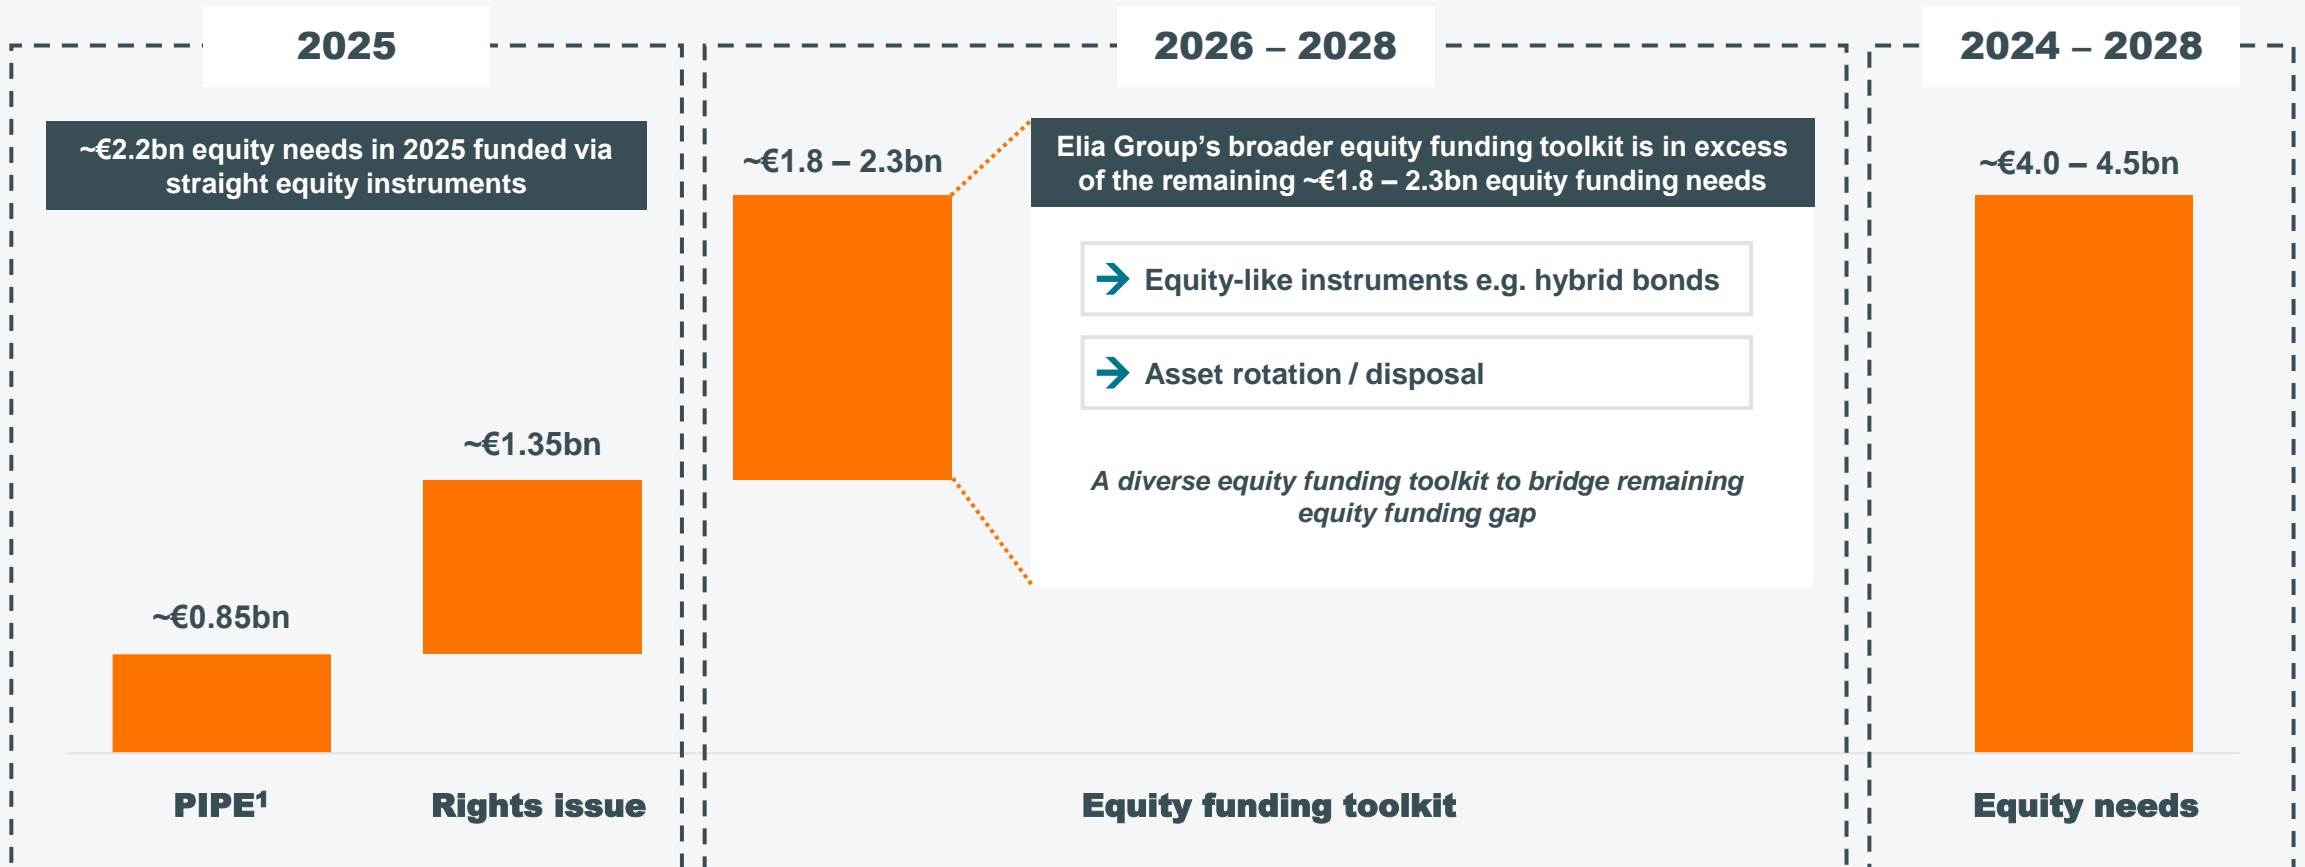 2025
~€2.2bn equity needs in 2025 funded via
straight equity instruments
~€0.85bn
~€1.35bn
PIPE¹
Rights issue
2026 – 2028
~€1.8 – 2.3bn
Elia Group’s broader equity funding toolkit is in excess
of the remaining ~€1.8 – 2.3bn equity funding needs
Equity-like instruments e.g. hybrid bonds
Asset rotation / disposal
A diverse equity funding toolkit to bridge remaining
equity funding gap
Equity funding toolkit
2024 – 2028
~€4.0 – 4.5bn
Equity needs